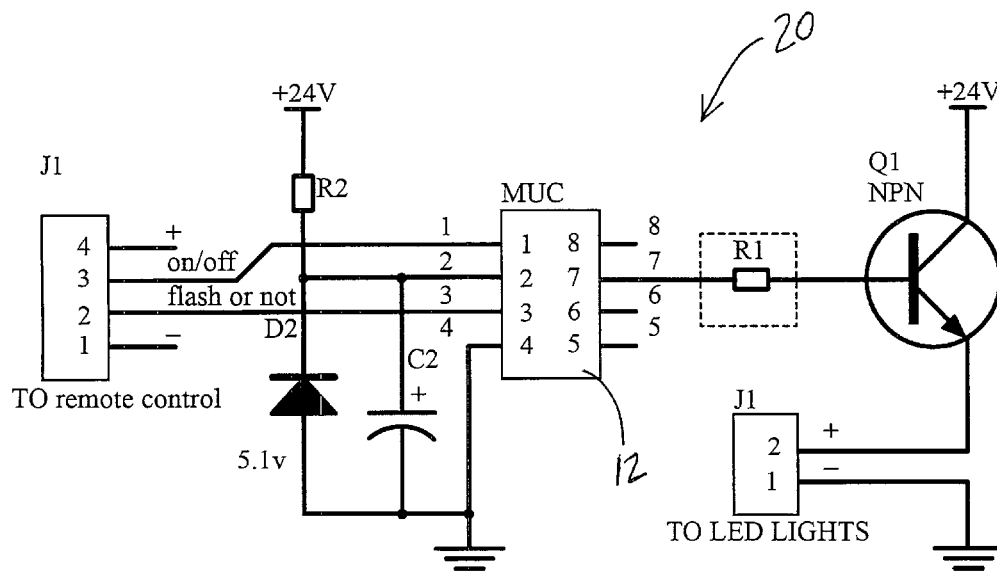 20
+24V
+24V
J1
Q1
NPN
R2
MUC
4 +
3 on/off
2 flash or not
1 −
TO remote control
1
2
3
4
1 8
2 7
3 6
4 5
8
7
6
5
R1
D2
C2
+
5.1v
12
J1
2 +
1 −
TO LED LIGHTS